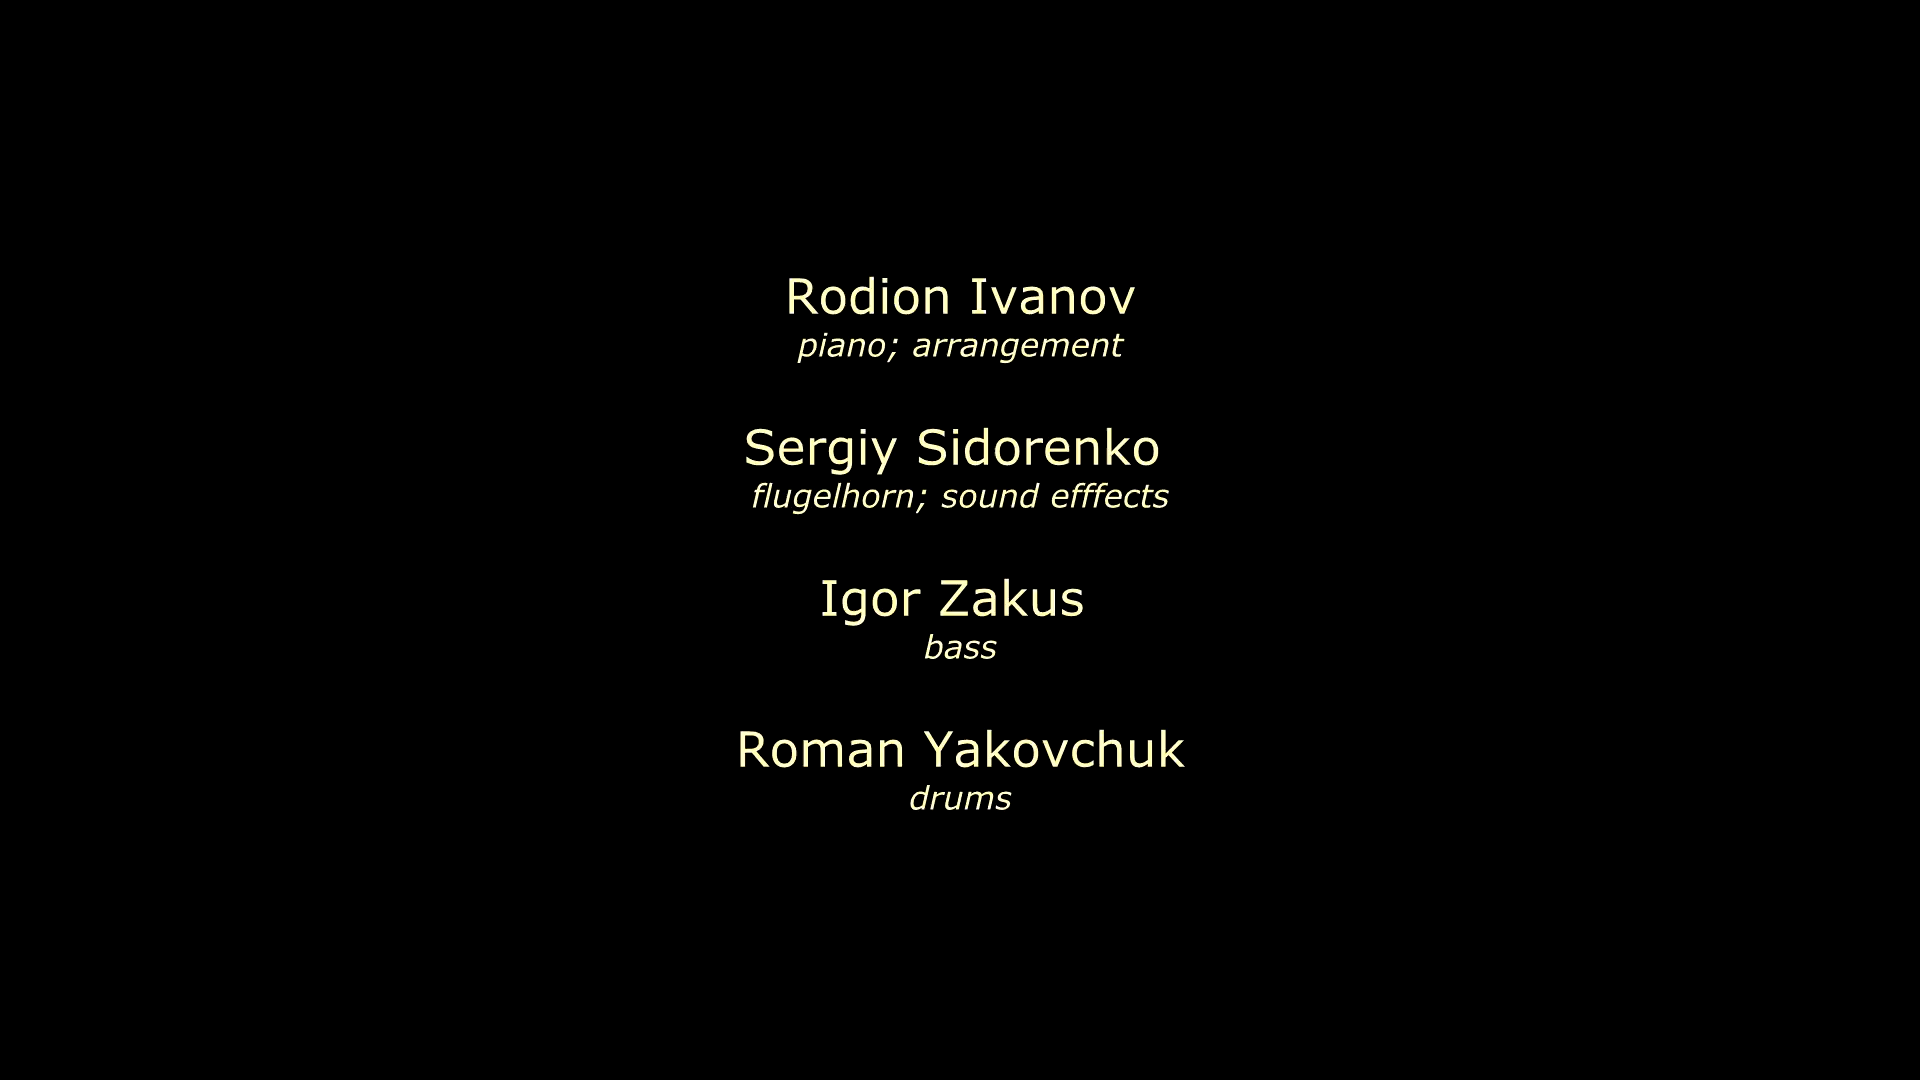 Rodion Ivanov
piano; arrangement
Sergiy Sidorenko
flugelhorn; sound efffects
Igor Zakus
bass
Roman Yakovchuk
drums